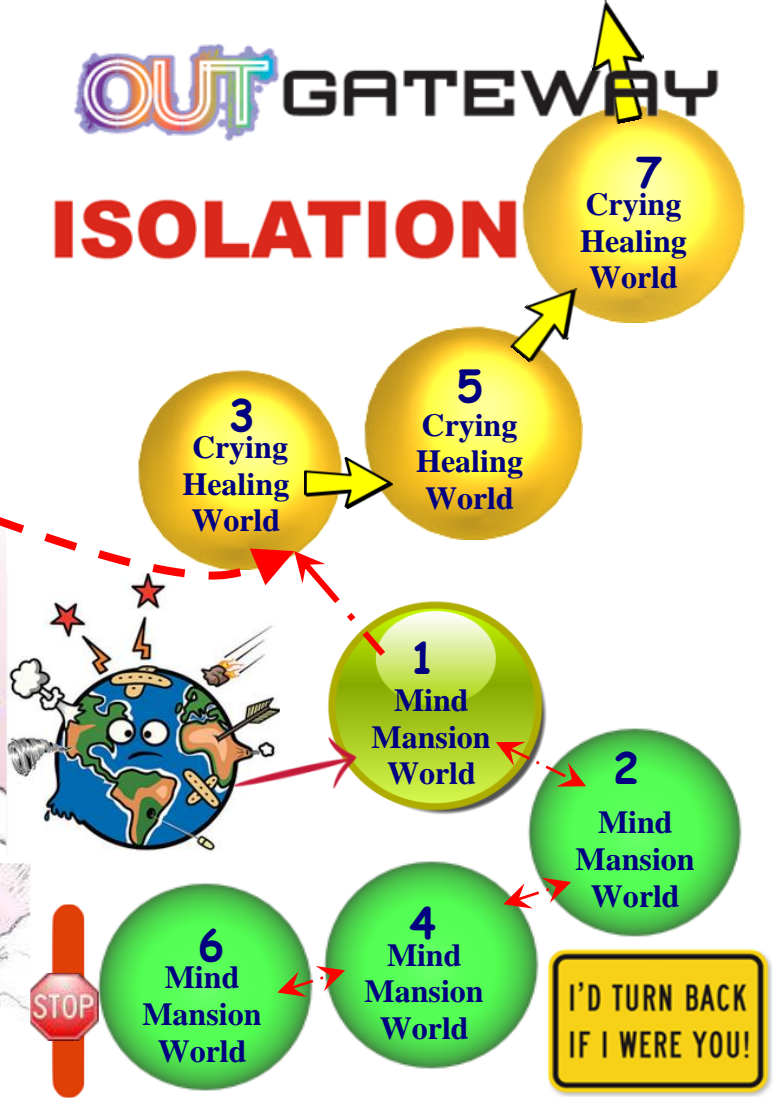 OUT GATEWAY
ISOLATION
7
Crying
Healing
World
5
Crying
Healing
World
3
Crying
Healing
World
1
Mind
Mansion
World
2
Mind
Mansion
World
4
Mind
Mansion
World
6
Mind
Mansion
World
STOP
I'D TURN BACK
IF I WERE YOU!